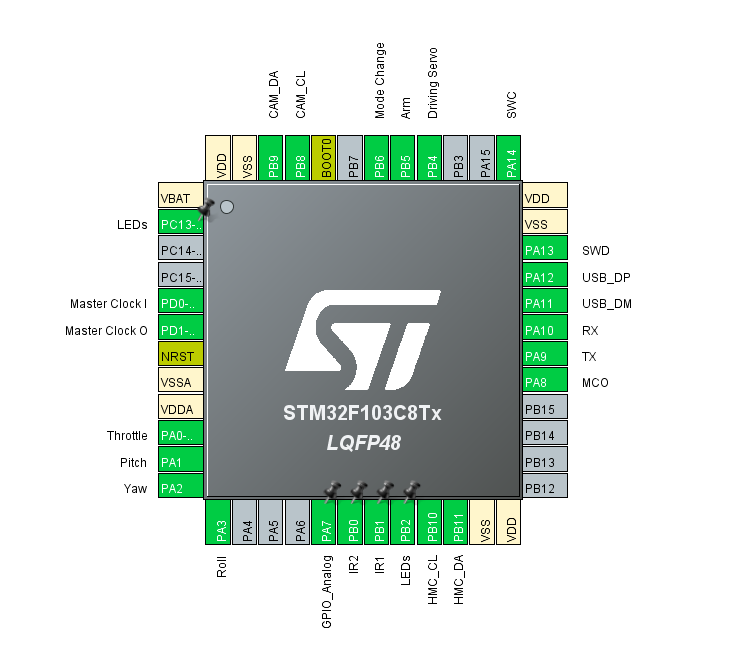 CAM_DA
CAM_CL
Mode Change
Arm
Driving Servo
SWC
VDD
VSS
PB9
PB8
BOOT0
PB7
PB6
PB5
PB4
PB3
PA15
PA14
VBAT
LEDs
PC13-..
PC14-..
PC15-..
Master Clock I
PD0-..
Master Clock O
PD1-..
NRST
VSSA
VDDA
Throttle
PA0-..
Pitch
PA1
Yaw
PA2
ST
STM32F103C8Tx
LQFP48
VDD
VSS
PA13
SWD
PA12
USB_DP
PA11
USB_DM
PA10
RX
PA9
TX
PA8
MCO
PB15
PB14
PB13
PB12
PA3
PA4
PA5
PA6
PA7
PB0
PB1
PB2
PB10
PB11
VSS
VDD
Roll
GPIO_Analog
IR2
IR1
LEDs
HMC_CL
HMC_DA